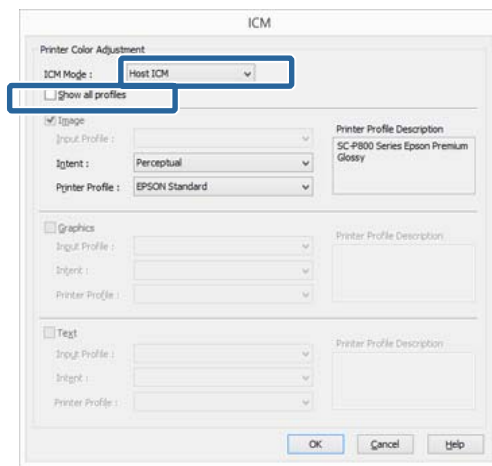 ICM
Printer Color Adjustment
ICM Mode : Host ICM
Show all profiles
Image
Input Profile :
Intent : Perceptual
Printer Profile : EPSON Standard
Printer Profile Description
SC-P800 Series Epson Premium
Glossy
Graphics
Input Profile :
Intent :
Printer Profile :
Printer Profile Description
Text
Input Profile :
Intent :
Printer Profile :
Printer Profile Description
OK Cancel Help